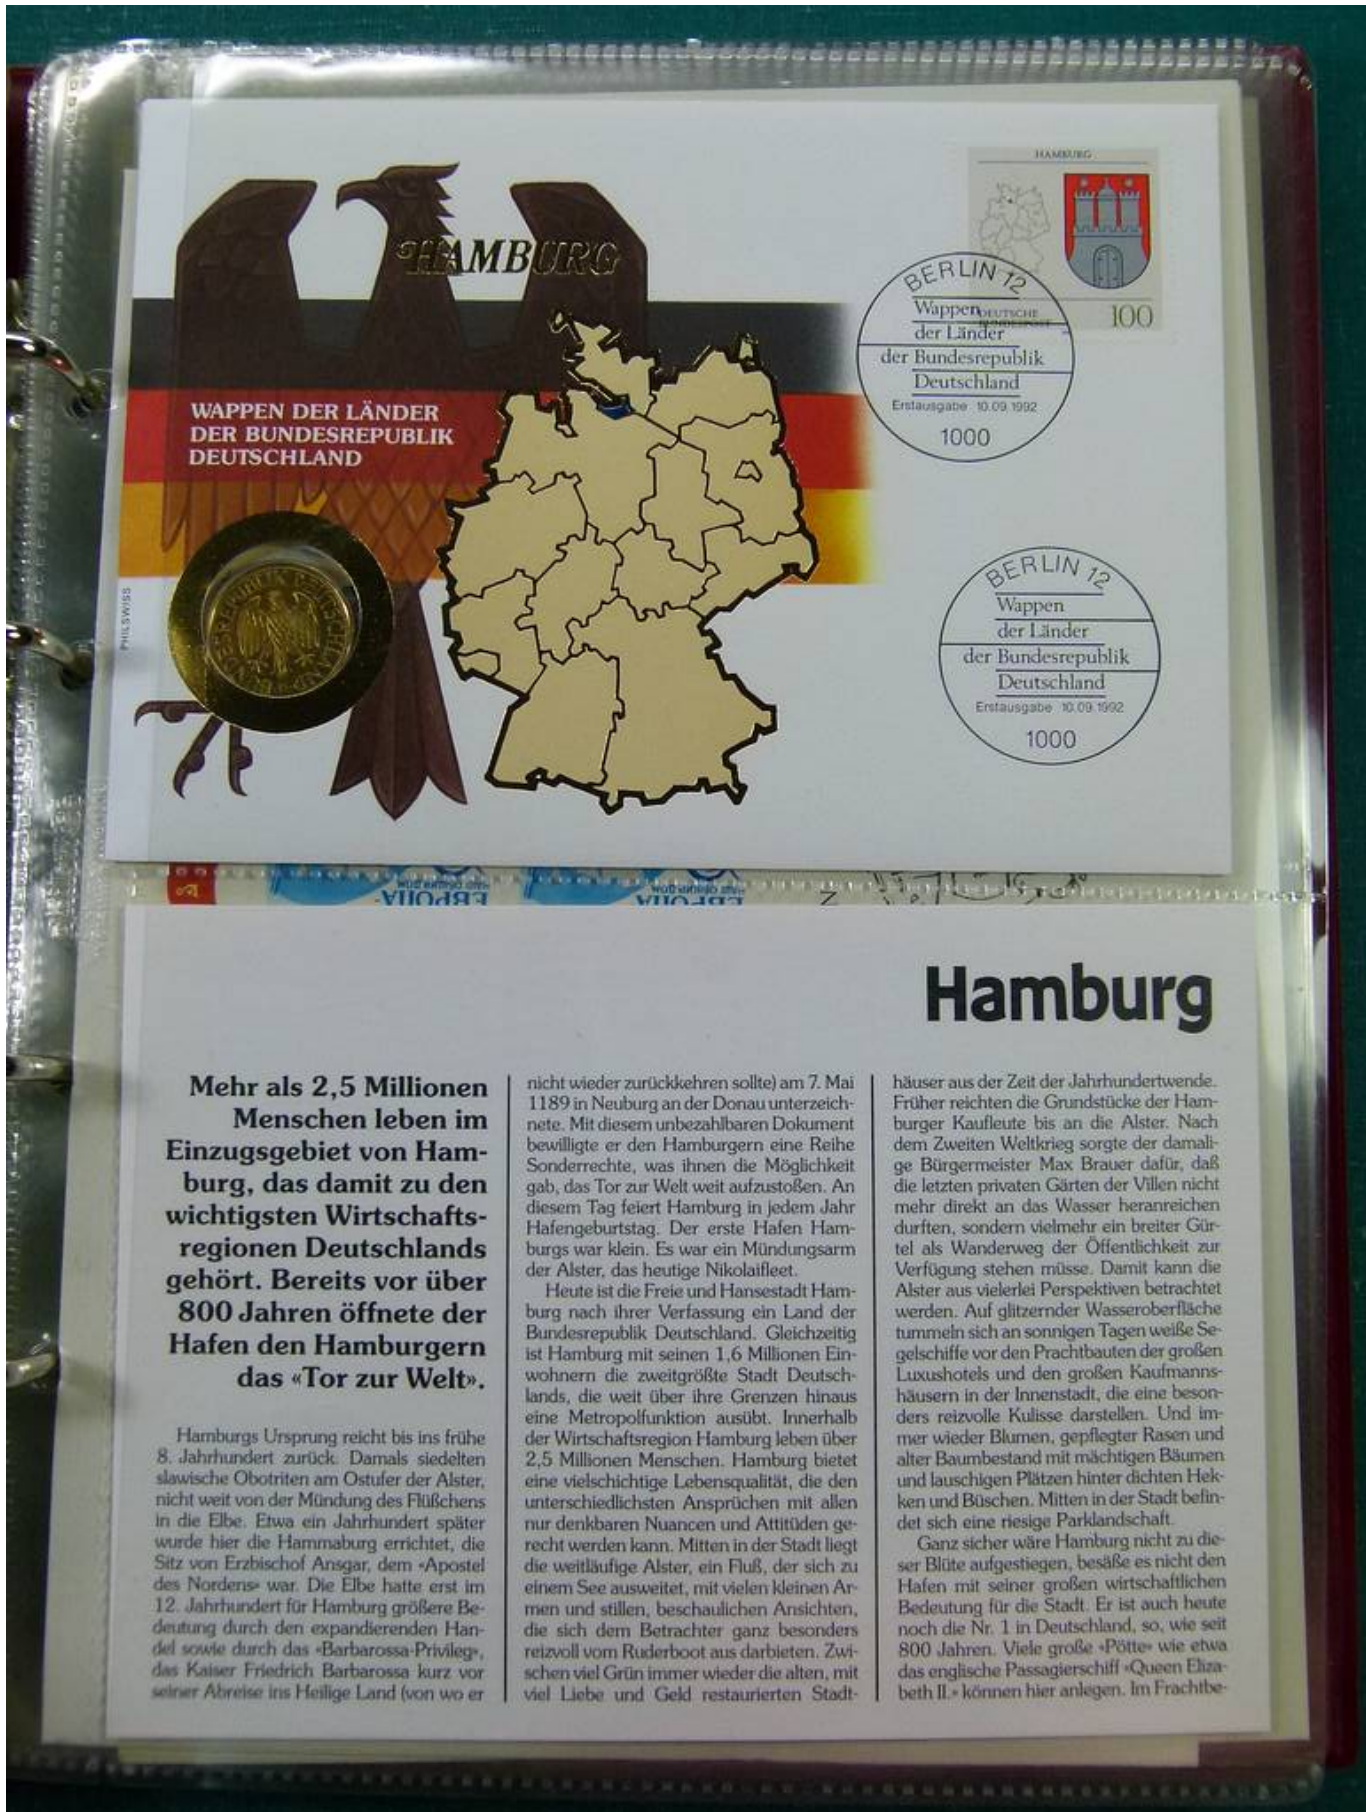 HAMBURG
HAMBURG
DEUTSCHE
BUNDESPOST
100
BERLIN 12
Wappen
der Länder
der Bundesrepublik
Deutschland
Erstausgabe 10.09.1992
1000
WAPPEN DER LÄNDER
DER BUNDESREPUBLIK
DEUTSCHLAND
BUNDESREPUBLIK DEUTSCHLAND
PHILSWISS
BERLIN 12
Wappen
der Länder
der Bundesrepublik
Deutschland
Erstausgabe 10.09.1992
1000
ЕВРОПА-
ЕВРОПА-
Hamburg
Mehr als 2,5 Millionen
Menschen leben im
Einzugsgebiet von Ham-
burg, das damit zu den
wichtigsten Wirtschafts-
regionen Deutschlands
gehört. Bereits vor über
800 Jahren öffnete der
Hafen den Hamburgern
das «Tor zur Welt».
Hamburgs Ursprung reicht bis ins frühe
8. Jahrhundert zurück. Damals siedelten
slawische Obotriten am Ostufer der Alster,
nicht weit von der Mündung des Flüßchens
in die Elbe. Etwa ein Jahrhundert später
wurde hier die Hammaburg errichtet, die
Sitz von Erzbischof Ansgar, dem «Apostel
des Nordens» war. Die Elbe hatte erst im
12. Jahrhundert für Hamburg größere Be-
deutung durch den expandierenden Han-
del sowie durch das «Barbarossa-Privileg»,
das Kaiser Friedrich Barbarossa kurz vor
seiner Abreise ins Heilige Land (von wo er
nicht wieder zurückkehren sollte) am 7. Mai
1189 in Neuburg an der Donau unterzeich-
nete. Mit diesem unbezahlbaren Dokument
bewilligte er den Hamburgern eine Reihe
Sonderrechte, was ihnen die Möglichkeit
gab, das Tor zur Welt weit aufzustoßen. An
diesem Tag feiert Hamburg in jedem Jahr
Hafengeburtstag. Der erste Hafen Ham-
burgs war klein. Es war ein Mündungsarm
der Alster, das heutige Nikolaifleet.
Heute ist die Freie und Hansestadt Ham-
burg nach ihrer Verfassung ein Land der
Bundesrepublik Deutschland. Gleichzeitig
ist Hamburg mit seinen 1,6 Millionen Ein-
wohnern die zweitgrößte Stadt Deutsch-
lands, die weit über ihre Grenzen hinaus
eine Metropolfunktion ausübt. Innerhalb
der Wirtschaftsregion Hamburg leben über
2,5 Millionen Menschen. Hamburg bietet
eine vielschichtige Lebensqualität, die den
unterschiedlichsten Ansprüchen mit allen
nur denkbaren Nuancen und Attitüden ge-
recht werden kann. Mitten in der Stadt liegt
die weitläufige Alster, ein Fluß, der sich zu
einem See ausweitet, mit vielen kleinen Ar-
men und stillen, beschaulichen Ansichten,
die sich dem Betrachter ganz besonders
reizvoll vom Ruderboot aus darbieten. Zwi-
schen viel Grün immer wieder die alten, mit
viel Liebe und Geld restaurierten Stadt-
häuser aus der Zeit der Jahrhundertwende.
Früher reichten die Grundstücke der Ham-
burger Kaufleute bis an die Alster. Nach
dem Zweiten Weltkrieg sorgte der damali-
ge Bürgermeister Max Brauer dafür, daß
die letzten privaten Gärten der Villen nicht
mehr direkt an das Wasser heranreichen
durften, sondern vielmehr ein breiter Gür-
tel als Wanderweg der Öffentlichkeit zur
Verfügung stehen müsse. Damit kann die
Alster aus vielerlei Perspektiven betrachtet
werden. Auf glitzernder Wasseroberfläche
tummeln sich an sonnigen Tagen weiße Se-
gelschiffe vor den Prachtbauten der großen
Luxushotels und den großen Kaufmanns-
häusern in der Innenstadt, die eine beson-
ders reizvolle Kulisse darstellen. Und im-
mer wieder Blumen, gepflegter Rasen und
alter Baumbestand mit mächtigen Bäumen
und lauschigen Plätzen hinter dichten Hek-
ken und Büschen. Mitten in der Stadt befin-
det sich eine riesige Parklandschaft.
Ganz sicher wäre Hamburg nicht zu die-
ser Blüte aufgestiegen, besäße es nicht den
Hafen mit seiner großen wirtschaftlichen
Bedeutung für die Stadt. Er ist auch heute
noch die Nr. 1 in Deutschland, so, wie seit
800 Jahren. Viele große «Pötte» wie etwa
das englische Passagierschiff «Queen Eliza-
beth II.» können hier anlegen. Im Frachtbe-